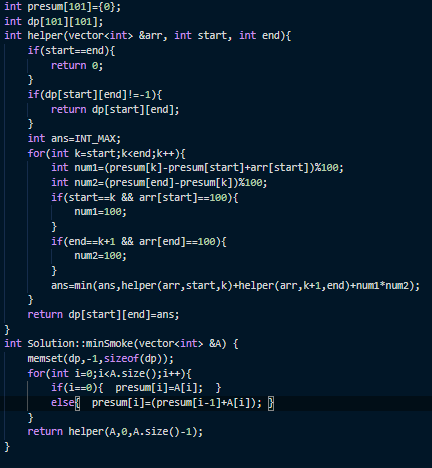 int presum[101]={0};
int dp[101][101];
int helper(vector<int> &arr, int start, int end){
    if(start==end){
        return 0;
    }
    if(dp[start][end]!=-1){
        return dp[start][end];
    }
    int ans=INT_MAX;
    for(int k=start;k<end;k++){
        int num1=(presum[k]-presum[start]+arr[start])%100;
        int num2=(presum[end]-presum[k])%100;
        if(start==k && arr[start]==100){
            num1=100;
        }
        if(end==k+1 && arr[end]==100){
            num2=100;
        }
        ans=min(ans,helper(arr,start,k)+helper(arr,k+1,end)+num1*num2);
    }
    return dp[start][end]=ans;
}
int Solution::minSmoke(vector<int> &A) {
    memset(dp,-1,sizeof(dp));
    for(int i=0;i<A.size();i++){
        if(i==0){  presum[i]=A[i];  }
        else{  presum[i]=(presum[i-1]+A[i]); }
    }
    return helper(A,0,A.size()-1);
}